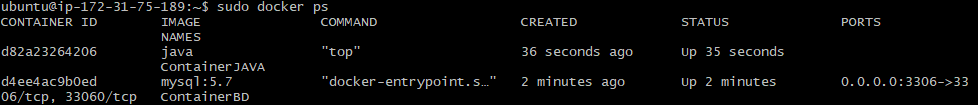 ubuntu@ip-172-31-75-189:~$ sudo docker ps
CONTAINER ID        IMAGE               COMMAND                  CREATED             STATUS              PORTS
                    NAMES
d82a23264206        java                "top"                    36 seconds ago      Up 35 seconds
                    ContainerJAVA
d4ee4ac9b0ed        mysql:5.7           "docker-entrypoint.s…"   2 minutes ago       Up 2 minutes        0.0.0.0:3306->33
06/tcp, 33060/tcp   ContainerBD